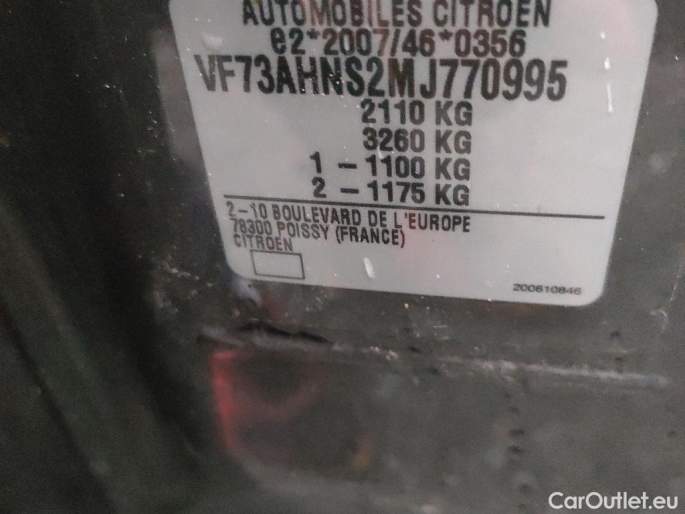 AUTOMOBILES CITROEN
e2*2007/46*0356
VF73AHNS2MJ770995
2110 KG
3260 KG
1 - 1100 KG
2 - 1175 KG
2-10 BOULEVARD DE L'EUROPE
78300 POISSY (FRANCE)
CITROEN
200610846
CarOutlet.eu